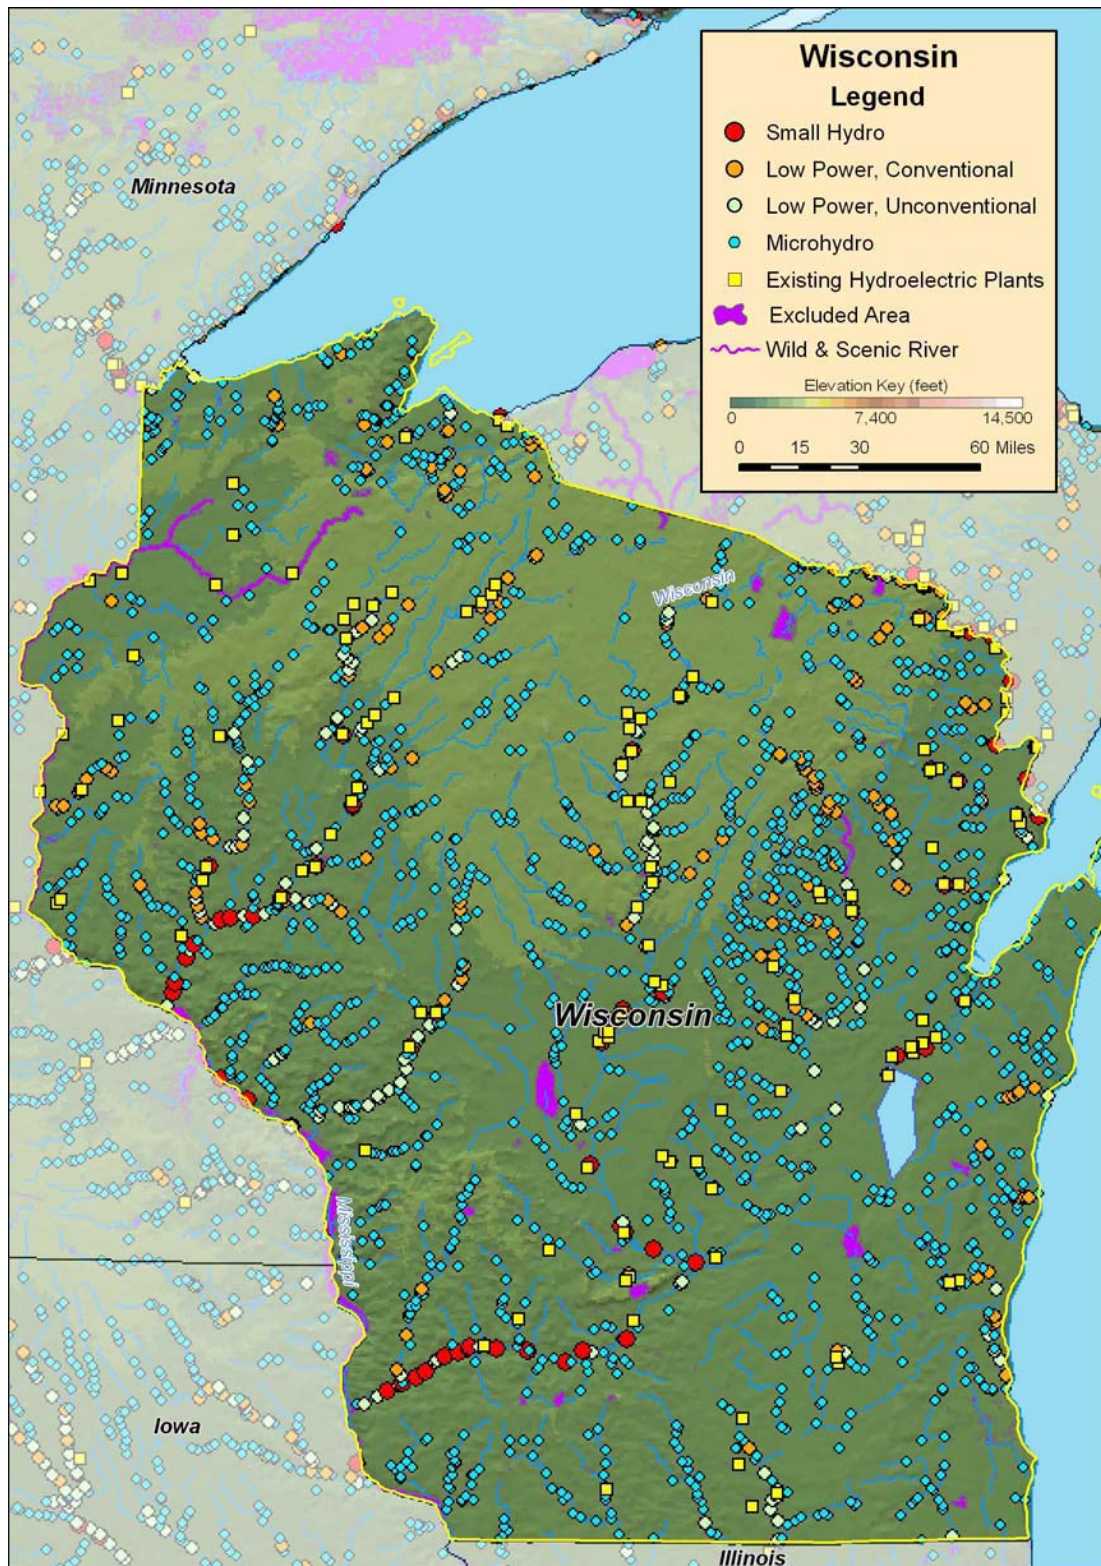 Wisconsin
Legend
Small Hydro
Low Power, Conventional
Low Power, Unconventional
Microhydro
Existing Hydroelectric Plants
Excluded Area
Wild & Scenic River
Elevation Key (feet)
0 7,400 14,500
0 15 30 60 Miles
Minnesota
Wisconsin
Wisconsin
Mississippi
Iowa
Illinois